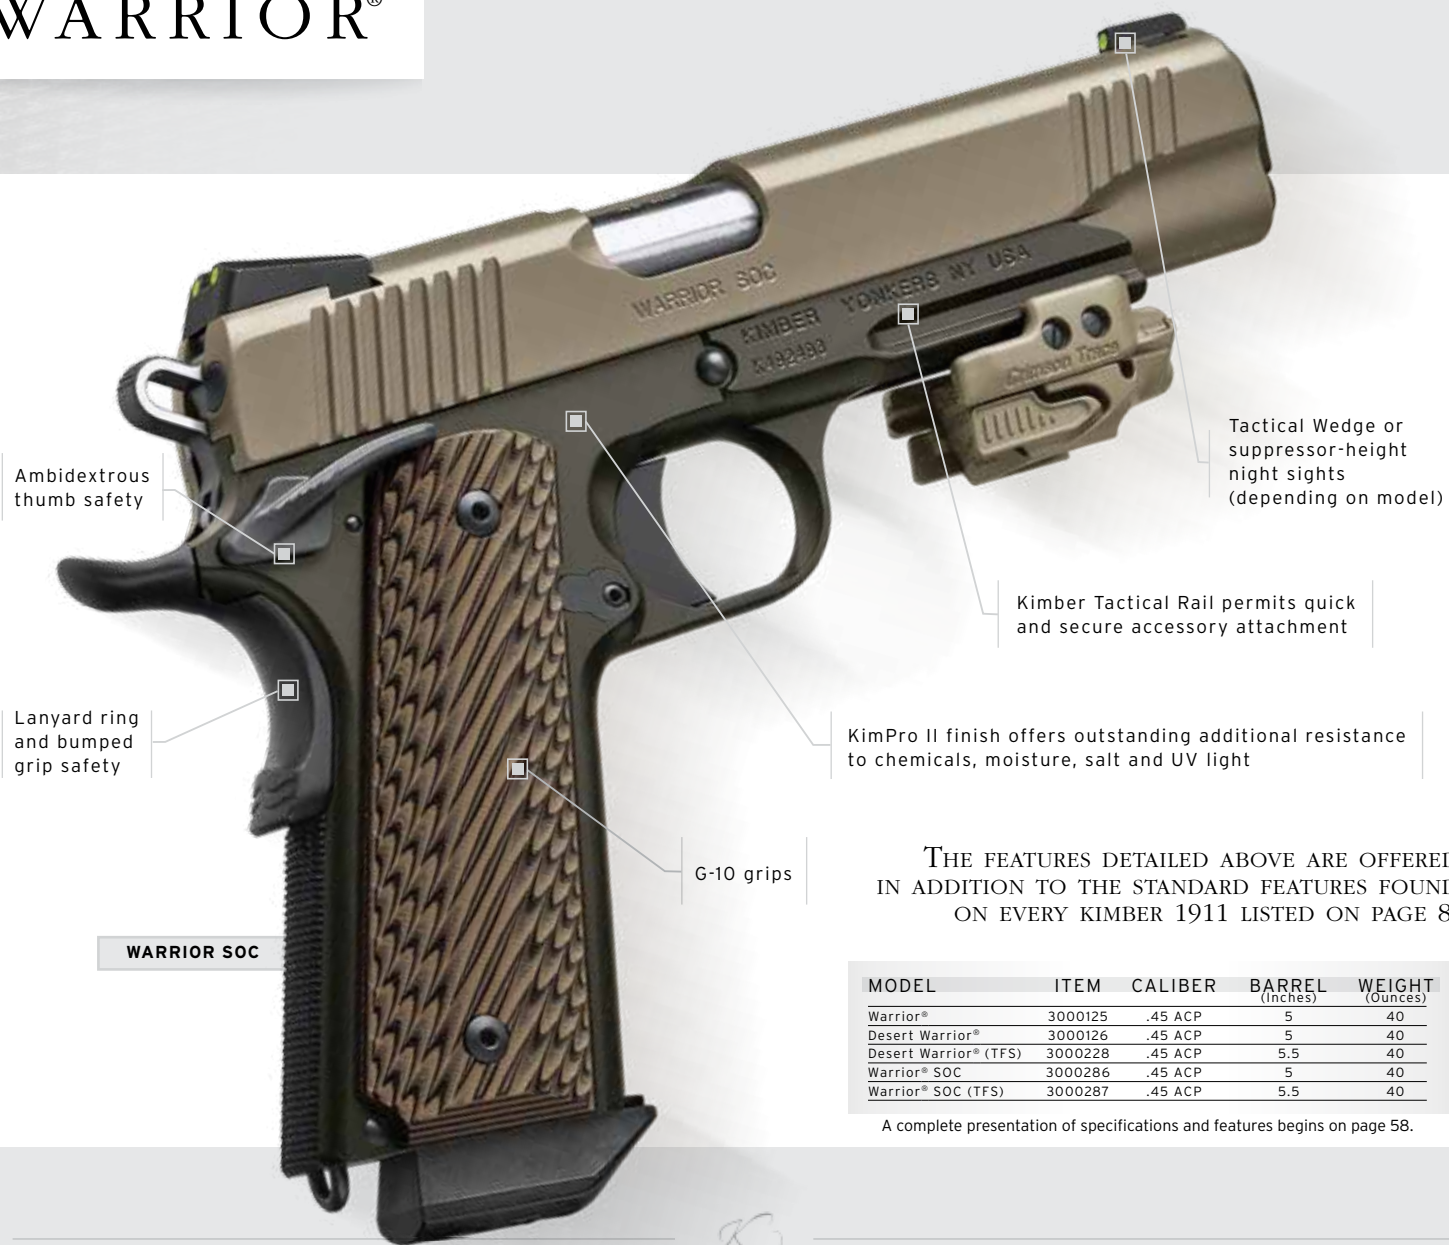 WARRIOR®
WARRIOR SOC
KIMBER YONKERS NY USA
Crimson Trace
Ambidextrous
thumb safety
Tactical Wedge or
suppressor-height
night sights
(depending on model)
Kimber Tactical Rail permits quick
and secure accessory attachment
Lanyard ring
and bumped
grip safety
KimPro II finish offers outstanding additional resistance
to chemicals, moisture, salt and UV light
G-10 grips
THE FEATURES DETAILED ABOVE ARE OFFERED
IN ADDITION TO THE STANDARD FEATURES FOUND
ON EVERY KIMBER 1911 LISTED ON PAGE 8
WARRIOR SOC
MODEL ITEM CALIBER BARREL WEIGHT
(Inches) (Ounces)
Warrior® 3000125 .45 ACP 5 40
Desert Warrior® 3000126 .45 ACP 5 40
Desert Warrior® (TFS) 3000228 .45 ACP 5.5 40
Warrior® SOC 3000286 .45 ACP 5 40
Warrior® SOC (TFS) 3000287 .45 ACP 5.5 40
A complete presentation of specifications and features begins on page 58.